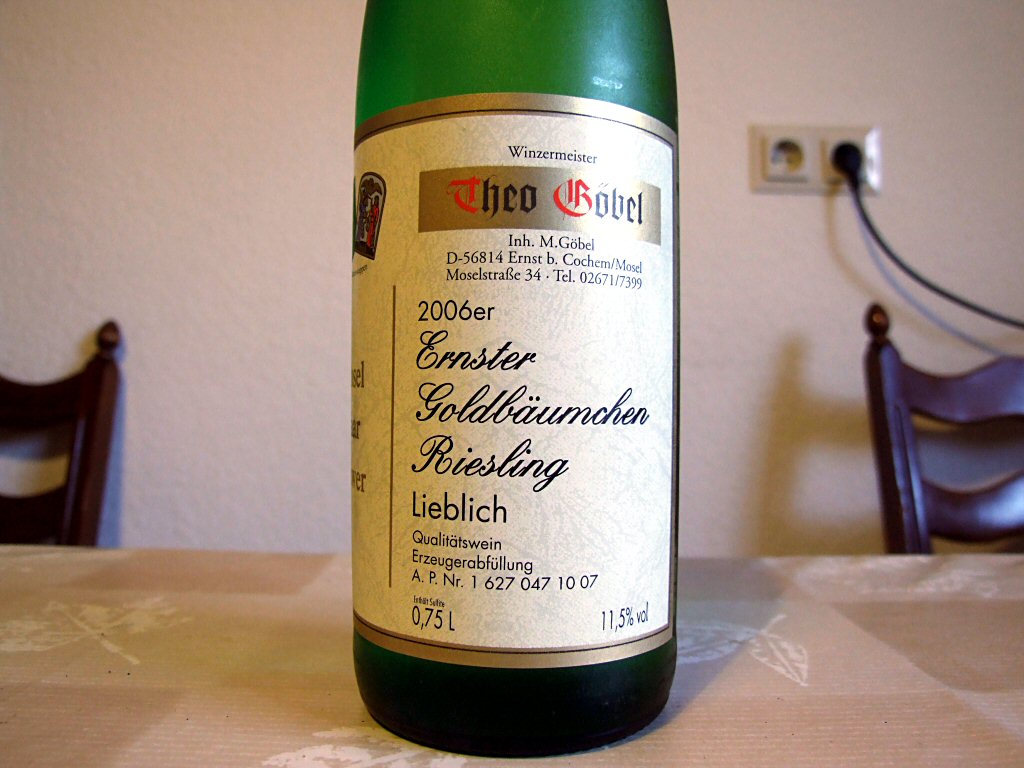 Winzermeister
Theo Göbel
Inh. M.Göbel
D-56814 Ernst b. Cochem/Mosel
Moselstraße 34 · Tel. 02671/7399
2006er
Ernster
Goldbäumchen
Riesling
Lieblich
Qualitätswein
Erzeugerabfüllung
A. P. Nr. 1 627 047 10 07
Enthält Sulfite
0,75 L 11,5% vol